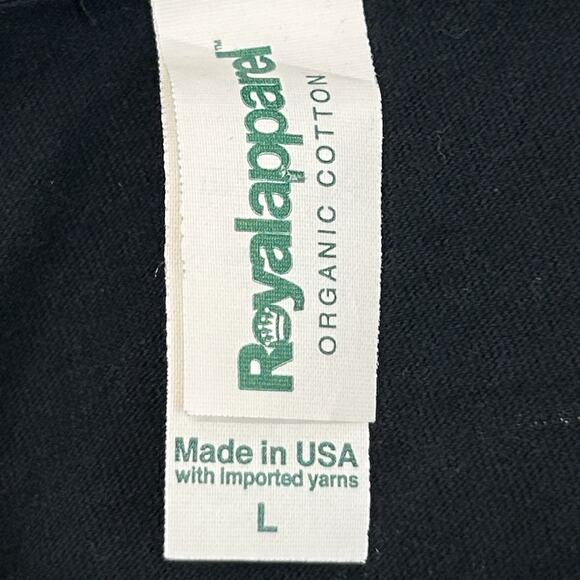 Royalapparel™
ORGANIC COTTON
Made in USA
with Imported yarns
L